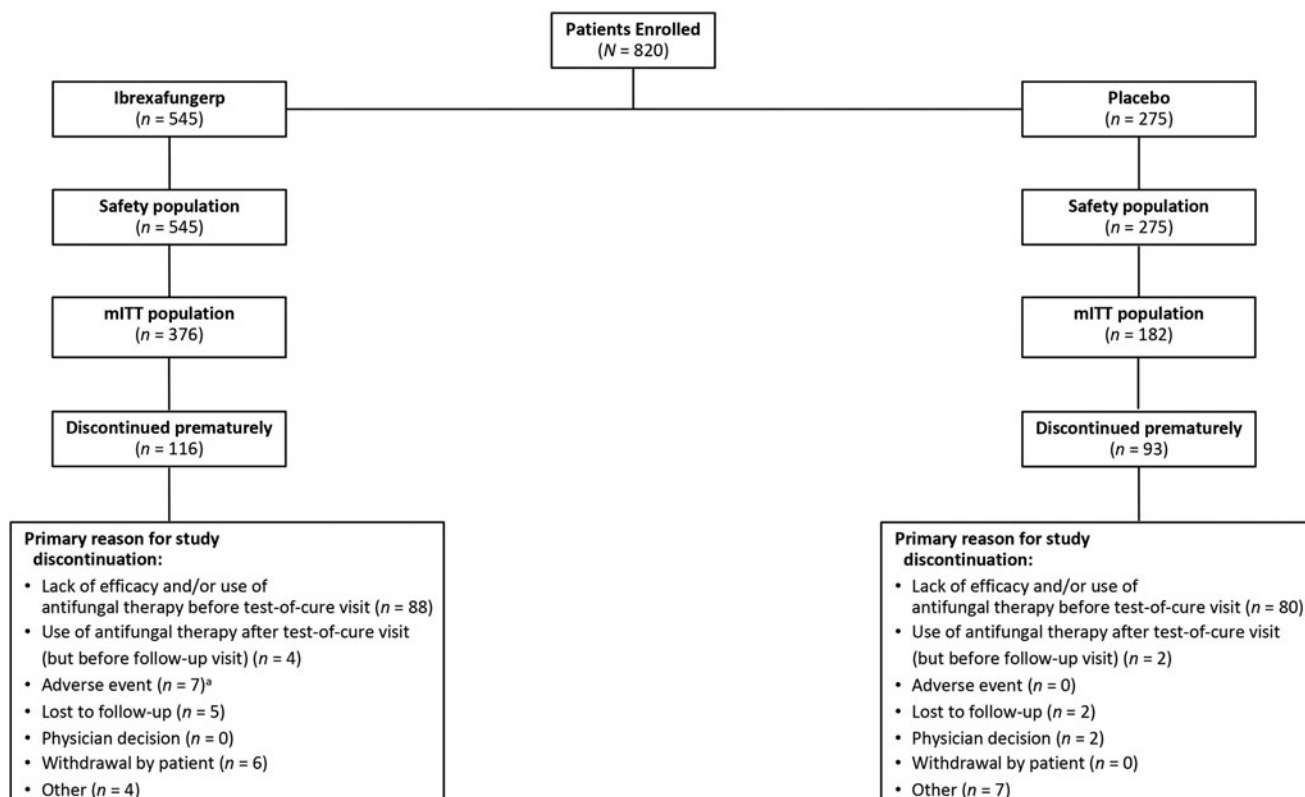 Patients Enrolled
(N = 820)
Ibrexafungerp
(n = 545)
Placebo
(n = 275)
Safety population
(n = 545)
Safety population
(n = 275)
mITT population
(n = 376)
mITT population
(n = 182)
Discontinued prematurely
(n = 116)
Discontinued prematurely
(n = 93)
Primary reason for study
discontinuation:
• Lack of efficacy and/or use of
antifungal therapy before test-of-cure visit (n = 88)
• Use of antifungal therapy after test-of-cure visit
(but before follow-up visit) (n = 4)
• Adverse event (n = 7)ᵃ
• Lost to follow-up (n = 5)
• Physician decision (n = 0)
• Withdrawal by patient (n = 6)
• Other (n = 4)
Primary reason for study
discontinuation:
• Lack of efficacy and/or use of
antifungal therapy before test-of-cure visit (n = 80)
• Use of antifungal therapy after test-of-cure visit
(but before follow-up visit) (n = 2)
• Adverse event (n = 0)
• Lost to follow-up (n = 2)
• Physician decision (n = 2)
• Withdrawal by patient (n = 0)
• Other (n = 7)